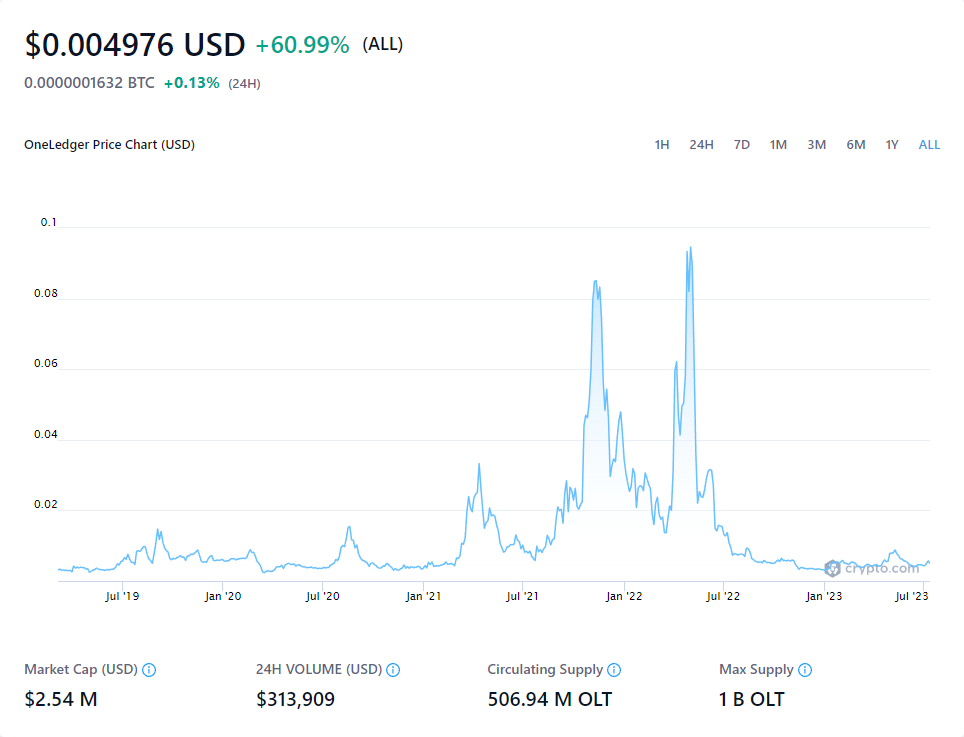 $0.004976 USD +60.99% (ALL)
0.0000001632 BTC +0.13% (24H)
OneLedger Price Chart (USD) 1H 24H 7D 1M 3M 6M 1Y ALL
0.1
0.08
0.06
0.04
0.02
crypto.com
Jul '19 Jan '20 Jul '20 Jan '21 Jul '21 Jan '22 Jul '22 Jan '23 Jul '23
Market Cap (USD) 24H VOLUME (USD) Circulating Supply Max Supply
$2.54 M $313,909 506.94 M OLT 1 B OLT